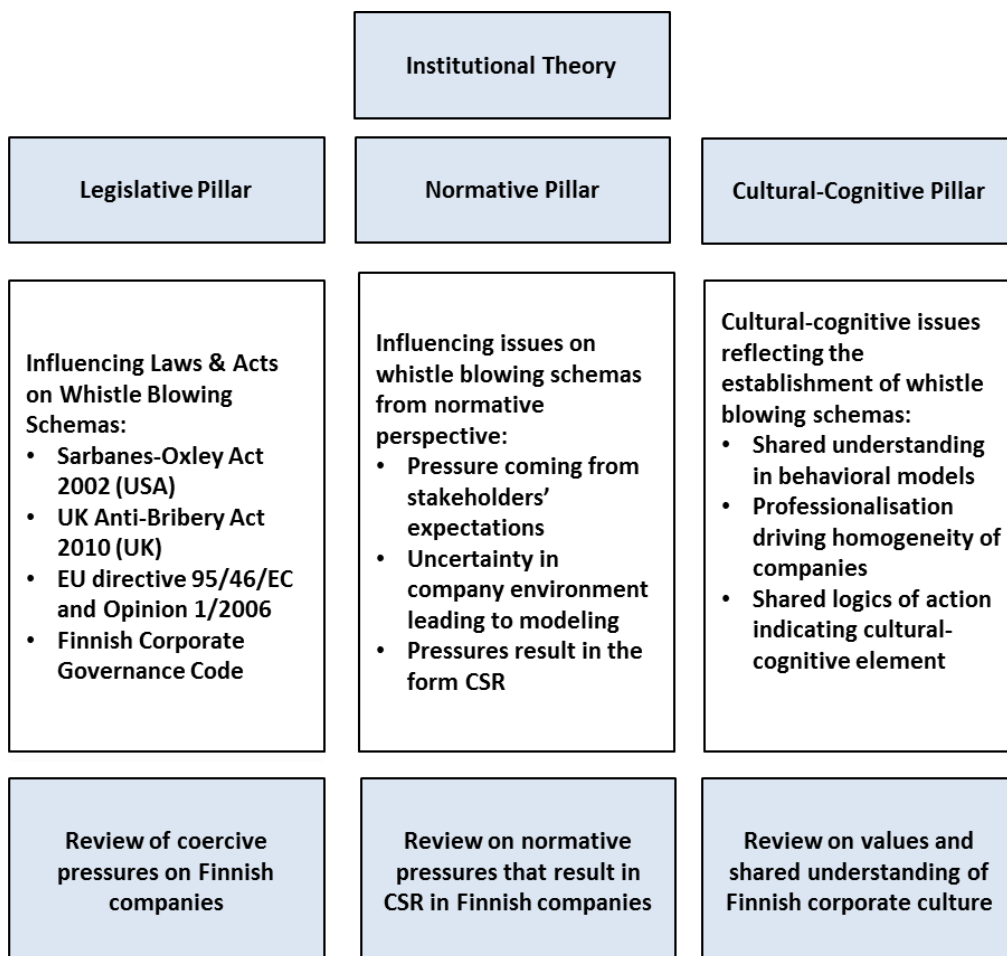 Institutional Theory
Legislative Pillar
Normative Pillar
Cultural-Cognitive Pillar
Influencing Laws & Acts
on Whistle Blowing
Schemas:
• Sarbanes-Oxley Act
2002 (USA)
• UK Anti-Bribery Act
2010 (UK)
• EU directive 95/46/EC
and Opinion 1/2006
• Finnish Corporate
Governance Code
Influencing issues on
whistle blowing schemas
from normative
perspective:
• Pressure coming from
stakeholders’
expectations
• Uncertainty in
company environment
leading to modeling
• Pressures result in the
form CSR
Cultural-cognitive issues
reflecting the
establishment of whistle
blowing schemas:
• Shared understanding
in behavioral models
• Professionalisation
driving homogeneity of
companies
• Shared logics of action
indicating cultural-
cognitive element
Review of coercive
pressures on Finnish
companies
Review on normative
pressures that result in
CSR in Finnish companies
Review on values and
shared understanding of
Finnish corporate culture